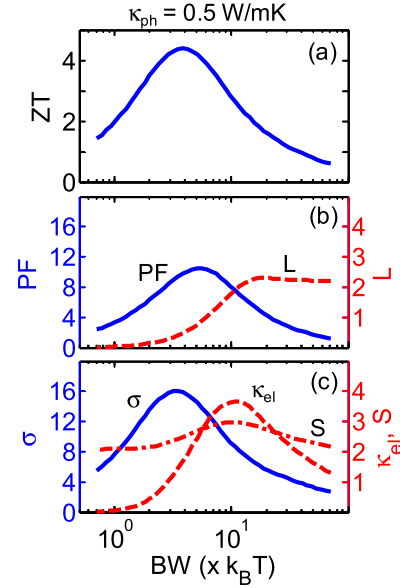 κph = 0.5 W/mK
(a)
ZT
4
2
0
(b)
PF
16
12
8
4
0
PF
L
4
3
2
1
L
(c)
σ
16
12
8
4
0
σ
κel
S
4
3
2
1
κel, S
10^0
10^1
BW (x kBT)